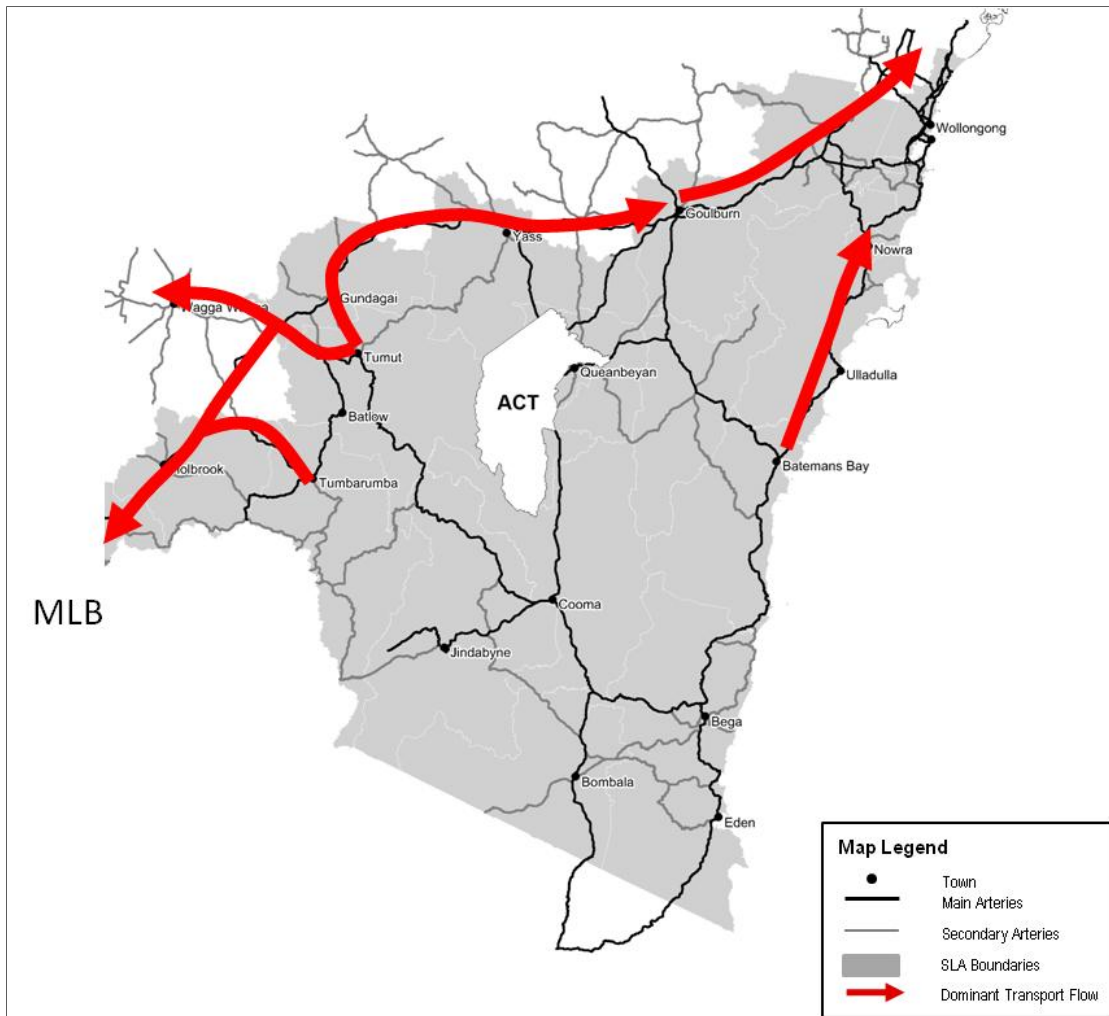 Wollongong
Goulburn
Yass
Nowra
Gundagai
Wagga Wagga
Tumut
Queanbeyan
Ulladulla
ACT
Batlow
Batemans Bay
Holbrook
Tumbarumba
MLB
Cooma
Jindabyne
Bega
Bombala
Eden
Map Legend
Town
Main Arteries
Secondary Arteries
SLA Boundaries
Dominant Transport Flow